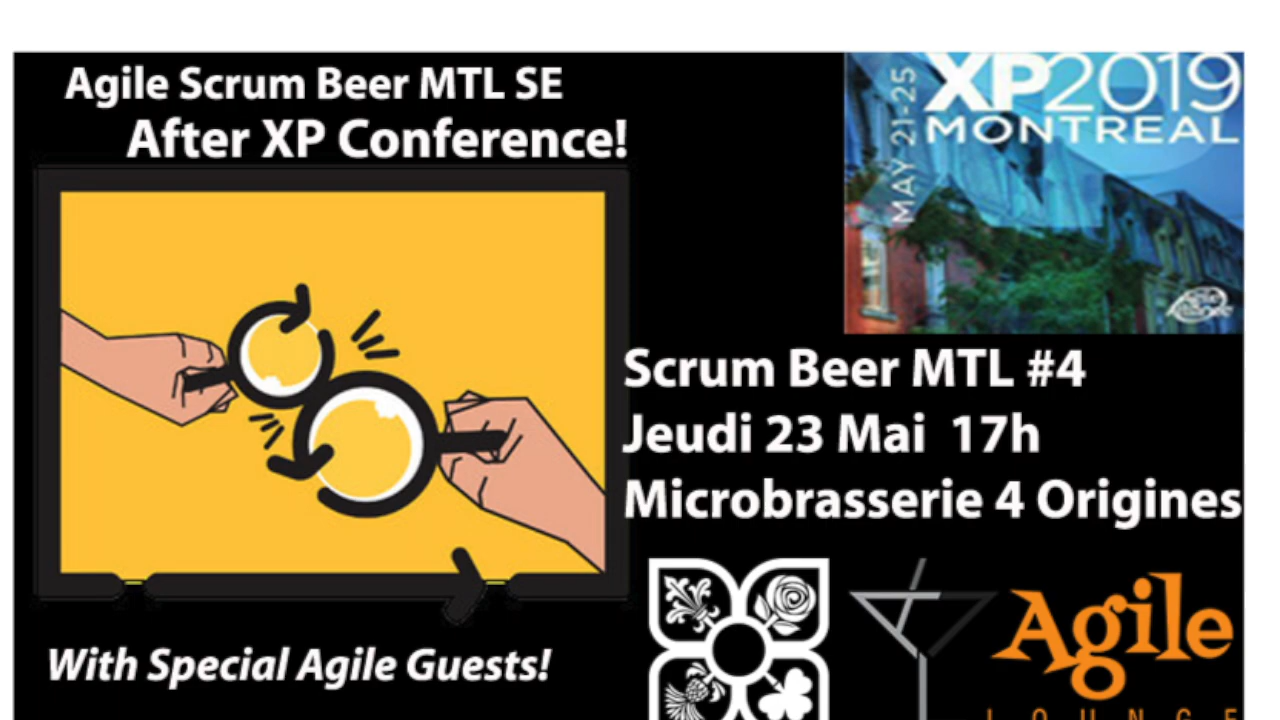 Agile Scrum Beer MTL SE
After XP Conference!
XP2019
MONTREAL
MAY 21-25
Scrum Beer MTL #4
Jeudi 23 Mai 17h
Microbrasserie 4 Origines
With Special Agile Guests!
Agile
LOUNGE